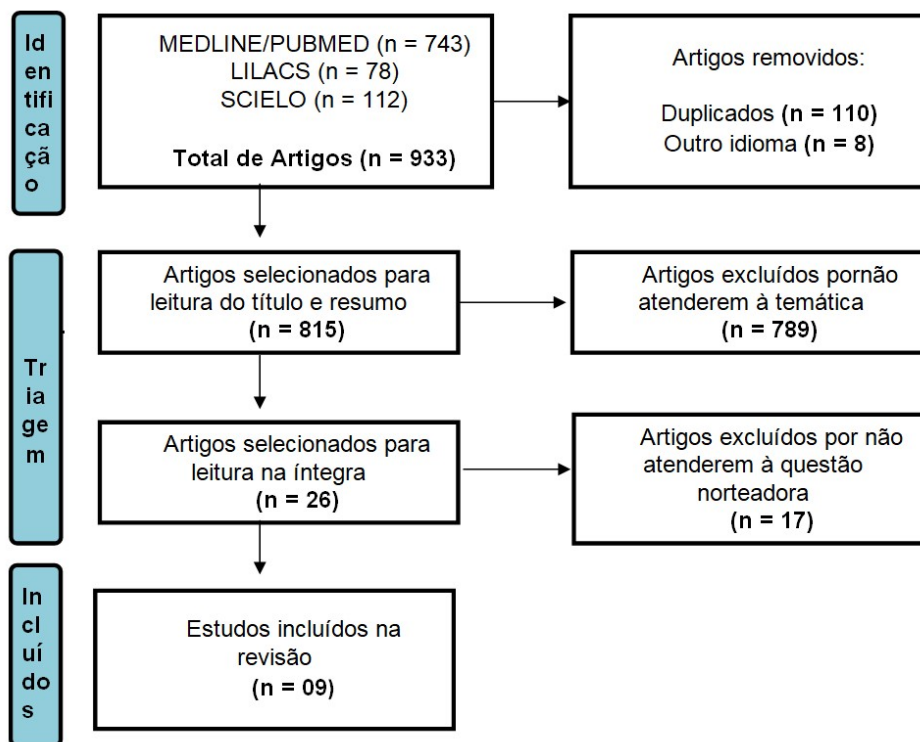 Id
en
tifi
ca
çã
o
MEDLINE/PUBMED (n = 743)
LILACS (n = 78)
SCIELO (n = 112)
Total de Artigos (n = 933)
Artigos removidos:
Duplicados (n = 110)
Outro idioma (n = 8)
Tr
ia
ge
m
Artigos selecionados para
leitura do título e resumo
(n = 815)
Artigos excluídos pornão
atenderem à temática
(n = 789)
Artigos selecionados para
leitura na íntegra
(n = 26)
Artigos excluídos por não
atenderem à questão
norteadora
(n = 17)
In
cl
uí
do
s
Estudos incluídos na
revisão
(n = 09)